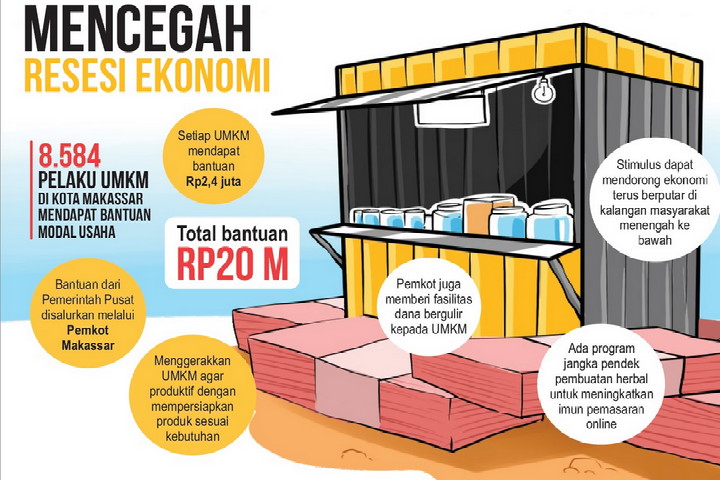 MENCEGAH
RESESI EKONOMI
8.584
PELAKU UMKM
DI KOTA MAKASSAR
MENDAPAT BANTUAN
MODAL USAHA
Setiap UMKM
mendapat
bantuan
Rp2,4 juta
Total bantuan
RP20 M
Bantuan dari
Pemerintah Pusat
disalurkan melalui
Pemkot
Makassar
Menggerakkan
UMKM agar
produktif dengan
mempersiapkan
produk sesuai
kebutuhan
Pemkot juga
memberi fasilitas
dana bergulir
kepada UMKM
Stimulus dapat
mendorong ekonomi
terus berputar di
kalangan masyarakat
menengah ke
bawah
Ada program
jangka pendek
pembuatan herbal
untuk meningkatkan
imun pemasaran
online